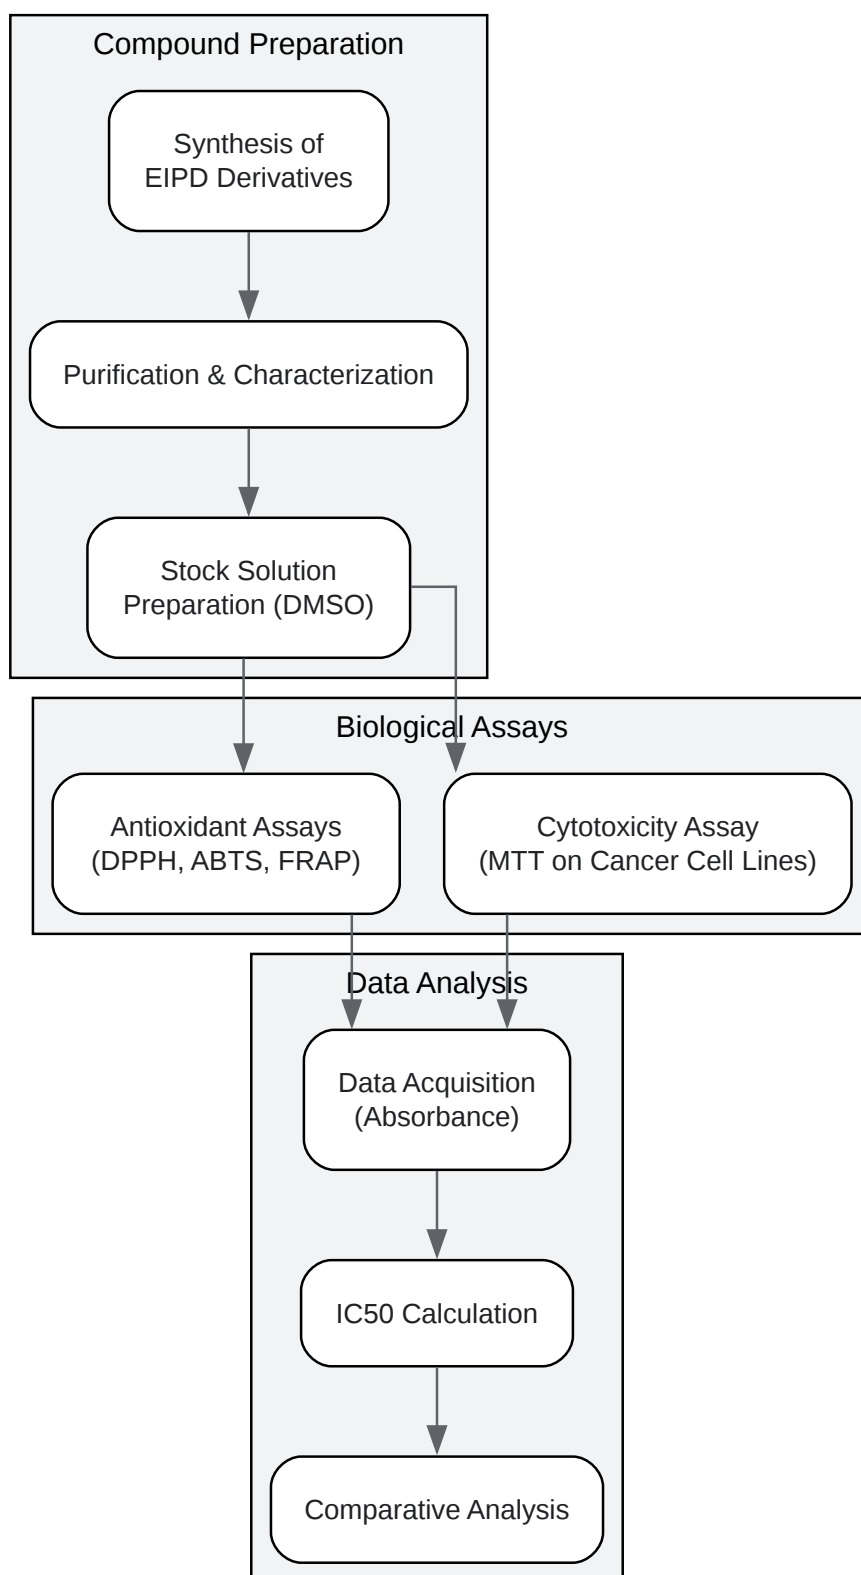 Compound Preparation
Synthesis of
EIPD Derivatives
Purification & Characterization
Stock Solution
Preparation (DMSO)
Biological Assays
Antioxidant Assays
(DPPH, ABTS, FRAP)
Cytotoxicity Assay
(MTT on Cancer Cell Lines)
Data Analysis
Data Acquisition
(Absorbance)
IC50 Calculation
Comparative Analysis